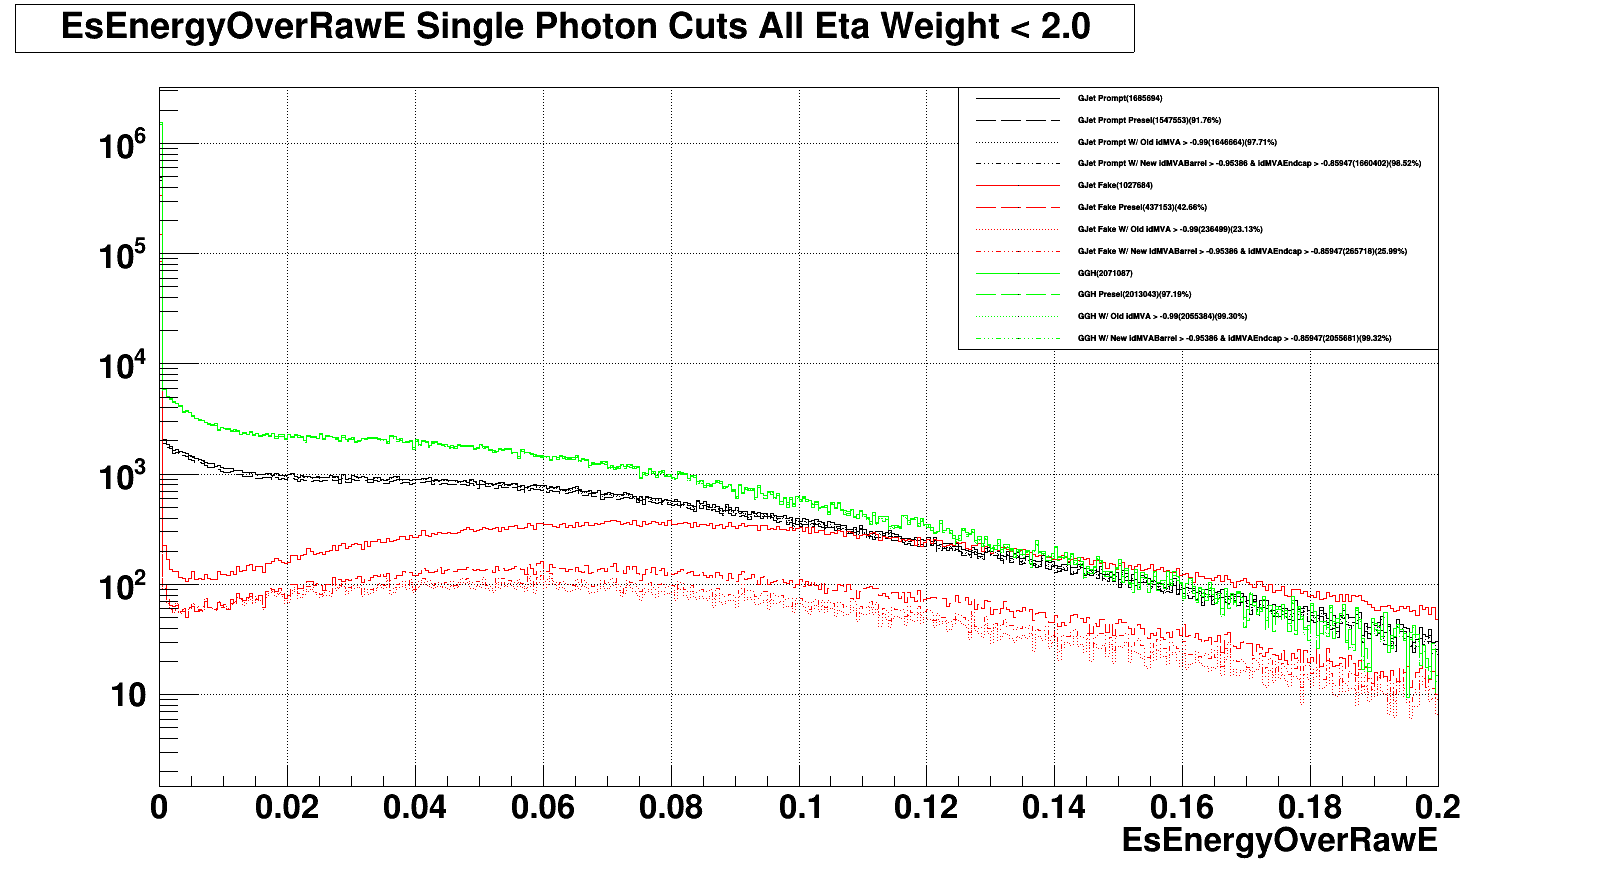 EsEnergyOverRawE Single Photon Cuts All Eta Weight < 2.0
GJet Prompt(1685694)
GJet Prompt Presel(1547553)(91.76%)
GJet Prompt W/ Old idMVA > -0.99(1646664)(97.71%)
GJet Prompt W/ New idMVABarrel > -0.95386 & idMVAEndcap > -0.85947(1660402)(98.52%)
GJet Fake(1027684)
GJet Fake Presel(437153)(42.66%)
GJet Fake W/ Old idMVA > -0.99(236499)(23.13%)
GJet Fake W/ New idMVABarrel > -0.95386 & idMVAEndcap > -0.85947(265718)(25.99%)
GGH(2071087)
GGH Presel(2013043)(97.19%)
GGH W/ Old idMVA > -0.99(2055384)(99.30%)
GGH W/ New idMVABarrel > -0.95386 & idMVAEndcap > -0.85947(2055681)(99.32%)
10^6
10^5
10^4
10^3
10^2
10
0 0.02 0.04 0.06 0.08 0.1 0.12 0.14 0.16 0.18 0.2
EsEnergyOverRawE